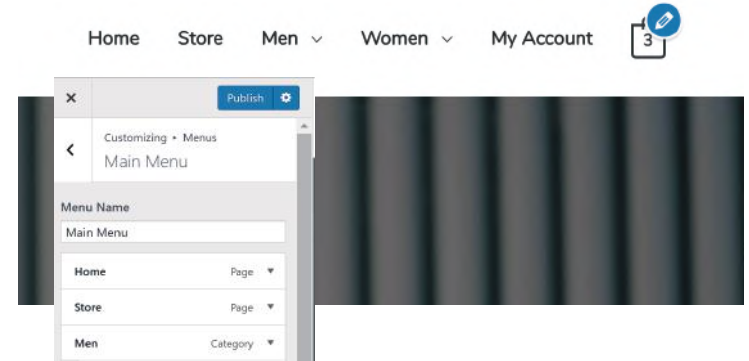 Home Store Men Women My Account 3
Publish
Customizing ▸ Menus
Main Menu
Menu Name
Main Menu
Home Page
Store Page
Men Category